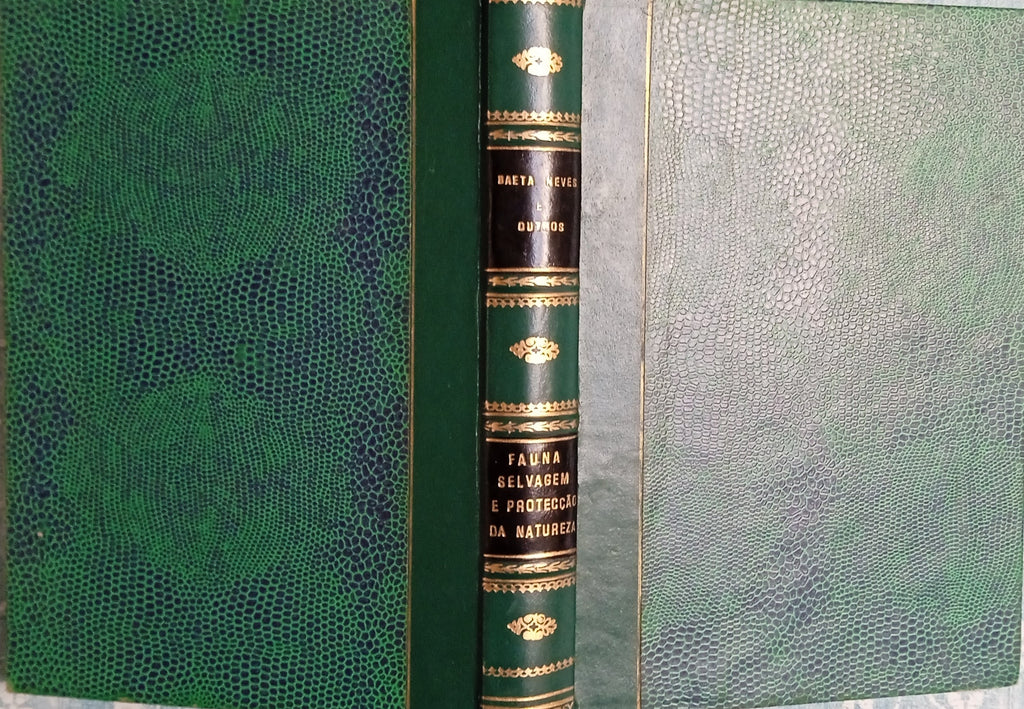 BAETA NEVES
E
OUTROS
FAUNA
SELVAGEM
E PROTECÇÃO
DA NATUREZA